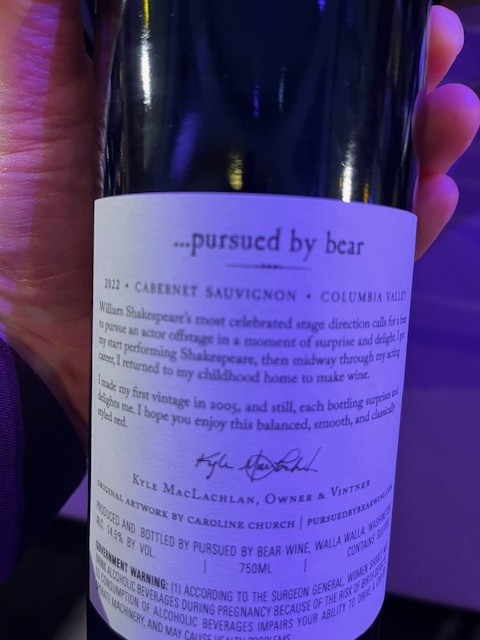 ...pursued by bear
2022 • CABERNET SAUVIGNON • COLUMBIA VALLEY
William Shakespeare's most celebrated stage direction calls for a bear
to pursue an actor offstage in a moment of surprise and delight. I got
my start performing Shakespeare, then midway through my acting
career, I returned to my childhood home to make wine.
I made my first vintage in 2005, and still, each bottling surprises and
delights me. I hope you enjoy this balanced, smooth, and classically
styled red.
Kyle MacLachlan
KYLE MACLACHLAN, OWNER & VINTNER
ORIGINAL ARTWORK BY CAROLINE CHURCH | PURSUEDBYBEARWINE.COM
PRODUCED AND BOTTLED BY PURSUED BY BEAR WINE, WALLA WALLA, WASHINGTON
ALC. 14.5% BY VOL. | 750ML | CONTAINS
GOVERNMENT WARNING: (1) ACCORDING TO THE SURGEON GENERAL, WOMEN SHOULD
DRINK ALCOHOLIC BEVERAGES DURING PREGNANCY BECAUSE OF THE RISK OF BIRTH
CONSUMPTION OF ALCOHOLIC BEVERAGES IMPAIRS YOUR ABILITY TO DRIVE A
MACHINERY, AND MAY CAUSE HEALTH PROBLEMS.